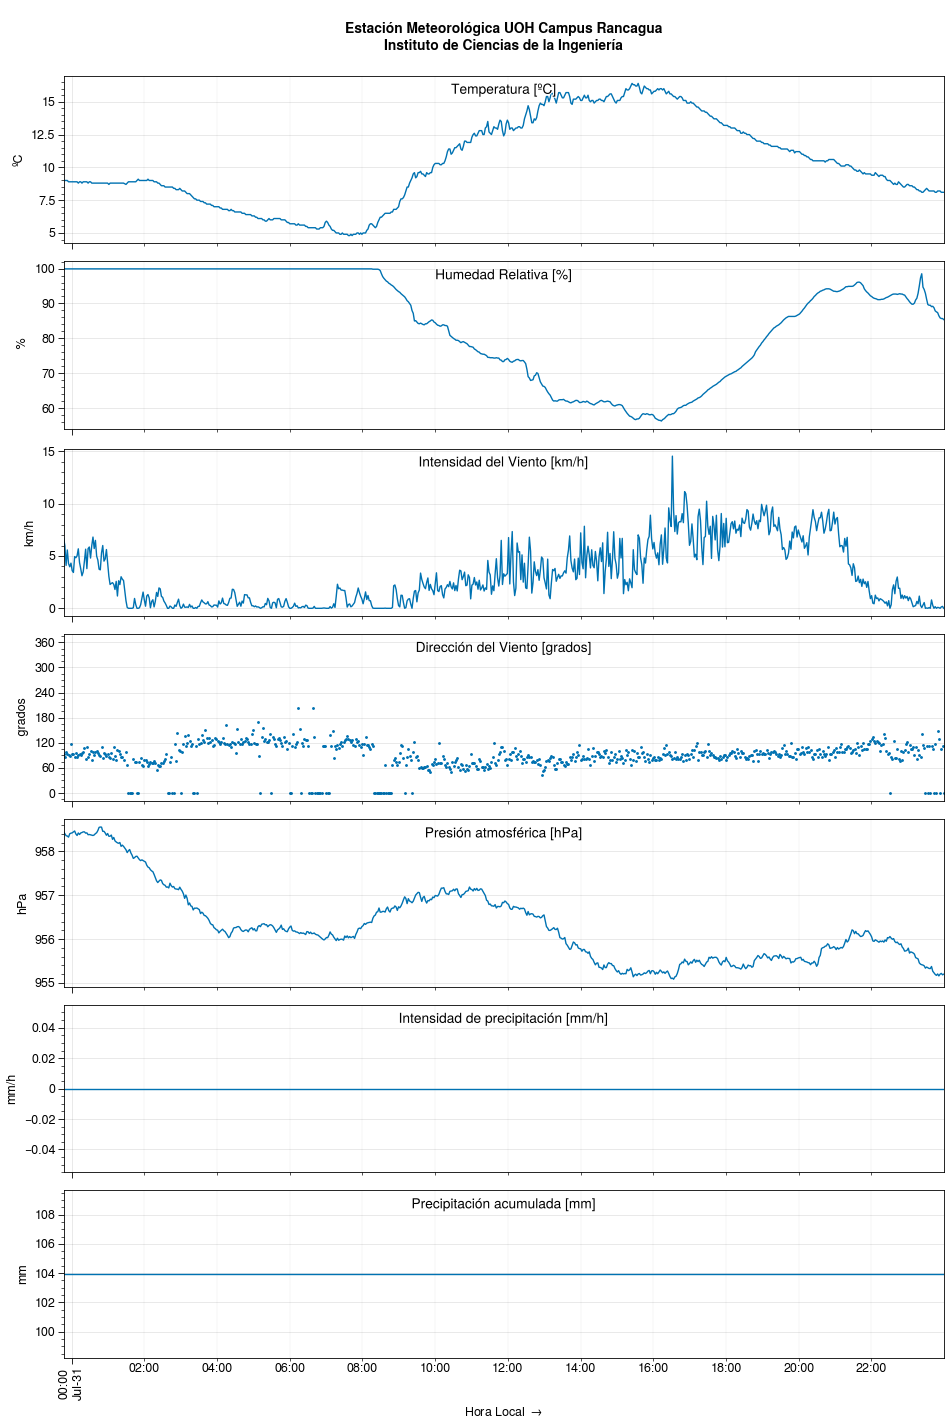 Estación Meteorológica UOH Campus Rancagua
Instituto de Ciencias de la Ingeniería
Temperatura [ºC]
15
12.5
10
7.5
5
ºC
Humedad Relativa [%]
100
90
80
70
60
%
Intensidad del Viento [km/h]
15
10
5
0
km/h
Dirección del Viento [grados]
360
300
240
180
120
60
0
grados
Presión atmosférica [hPa]
958
957
956
955
hPa
Intensidad de precipitación [mm/h]
0.04
0.02
0
−0.02
−0.04
mm/h
Precipitación acumulada [mm]
108
106
104
102
100
mm
00:00
Jul-31
02:00
04:00
06:00
08:00
10:00
12:00
14:00
16:00
18:00
20:00
22:00
Hora Local →